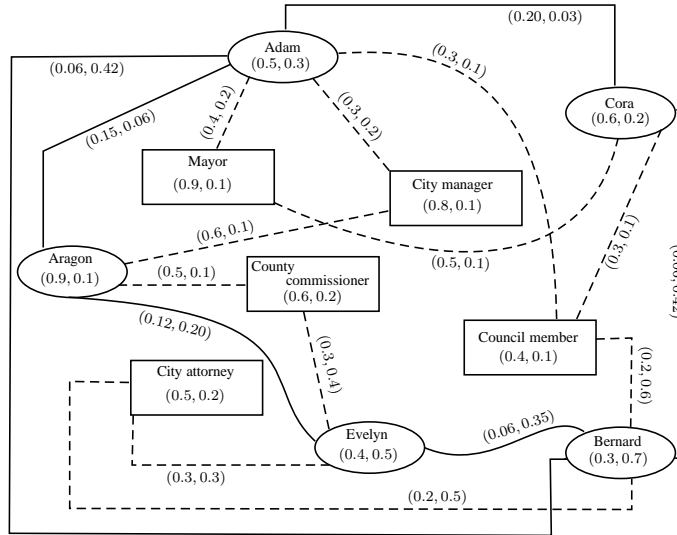 (0.20, 0.03)
Adam
(0.5, 0.3)
(0.06, 0.42)
(0.3, 0.1)
Cora
(0.6, 0.2)
(0.4, 0.2)
(0.3, 0.2)
(0.15, 0.06)
Mayor
(0.9, 0.1)
City manager
(0.8, 0.1)
(0.6, 0.1)
(0.3, 0.1)
Aragon
(0.9, 0.1)
(0.5, 0.1)
(0.5, 0.1)
County
commissioner
(0.6, 0.2)
(0.12, 0.20)
Council member
(0.4, 0.1)
(0.3, 0.4)
(0.2, 0.6)
City attorney
(0.5, 0.2)
Evelyn
(0.4, 0.5)
(0.06, 0.35)
Bernard
(0.3, 0.7)
(0.3, 0.3)
(0.2, 0.5)